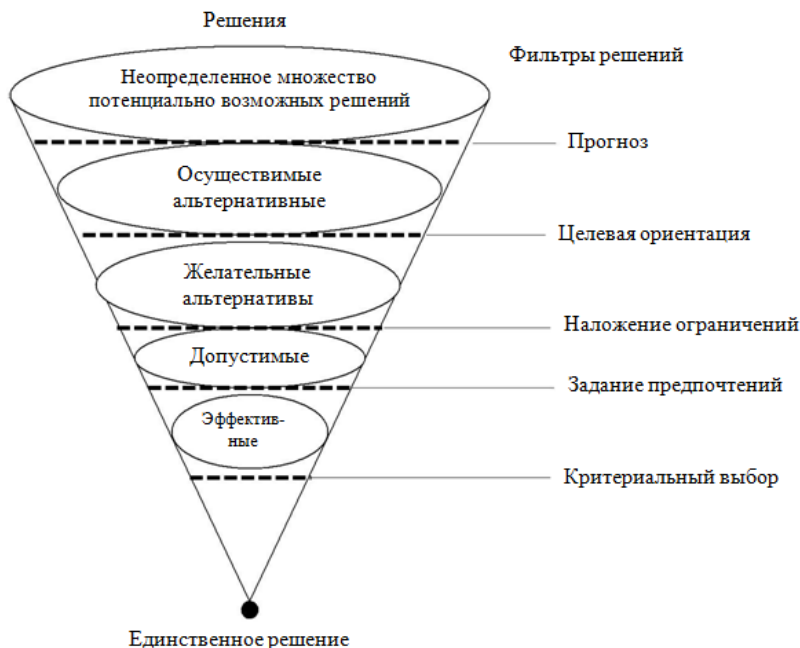 Решения
Фильтры решений
Неопределенное множество
потенциально возможных решений
Прогноз
Осуществимые
альтернативные
Целевая ориентация
Желательные
альтернативы
Наложение ограничений
Допустимые
Задание предпочтений
Эффектив-
ные
Критериальный выбор
Единственное решение